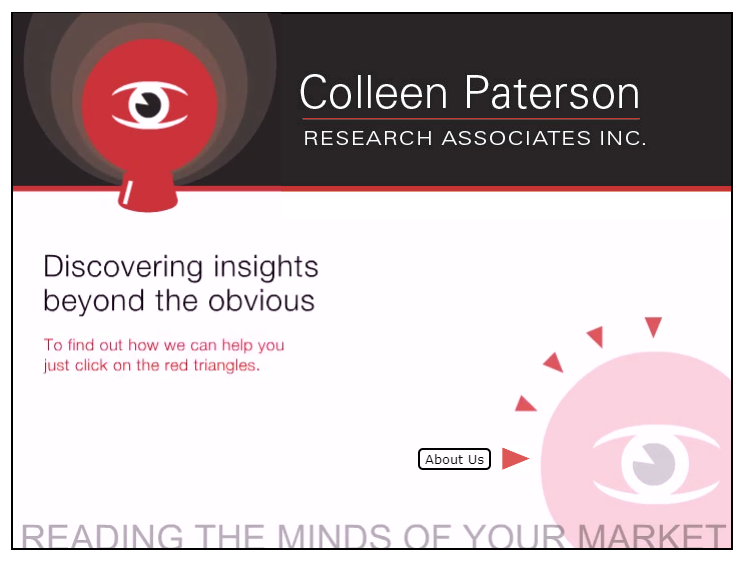 Colleen Paterson
RESEARCH ASSOCIATES INC.
Discovering insights
beyond the obvious
To find out how we can help you
just click on the red triangles.
About Us
READING THE MINDS OF YOUR MARKET